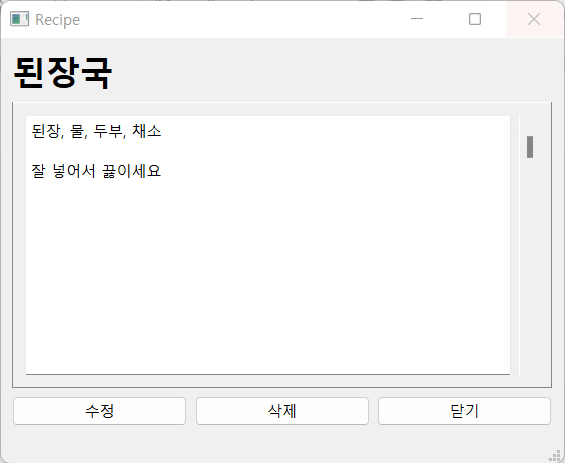 Recipe
된장국
된장, 물, 두부, 채소
잘 넣어서 끓이세요
수정
삭제
닫기